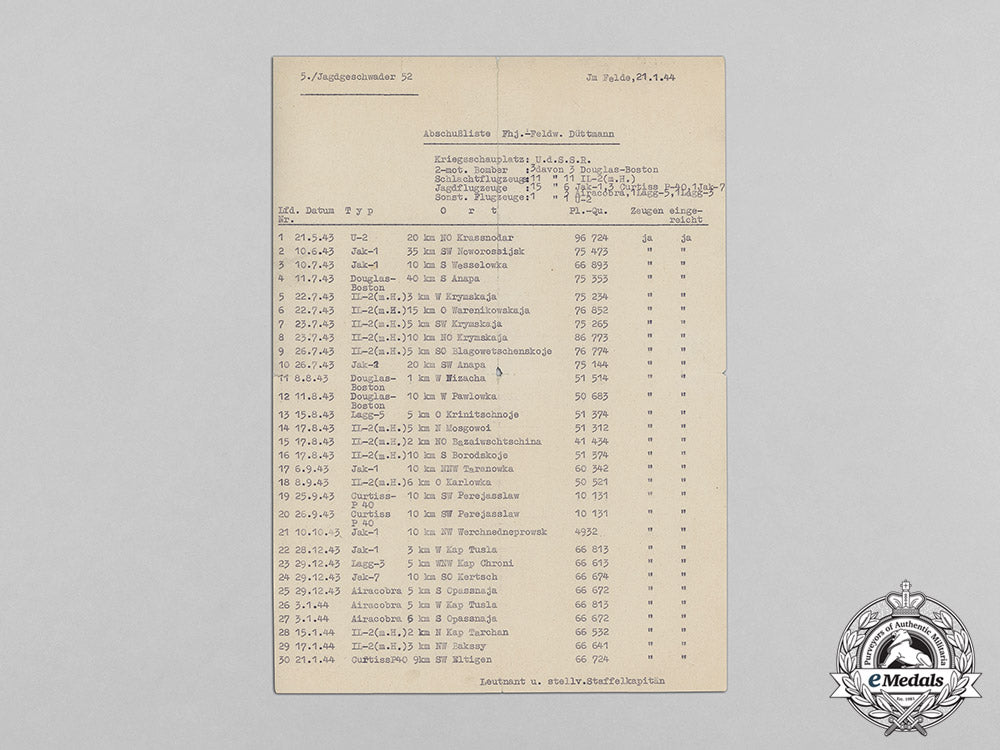 5./Jagdgeschwader 52 Jm Felde,21.1.44
Abschußliste Fhj.-Feldw. Düttmann
Kriegsschauplatz: U.d.S.S.R.
2-mot. Bomber :3davon 3 Douglas-Boston
Schlachtflugzeuge:11 " 11 IL-2(m.H.)
Jagdflugzeuge :15 " 6 Jak-1,3 Curtiss P-40,1Jak-7
3 Airacobra,1Lagg-5,1Lagg-3
Sonst. Flugzeuge:1 " 1 U-2
Lfd. Datum T y p O r t Pl.-Qu. Zeugen einge-
Nr. reicht
1 21.5.43 U-2 20 km NO Krassnodar 96 724 ja ja
2 10.6.43 Jak-1 35 km SW Noworossijsk 75 473 " "
3 10.7.43 Jak-1 10 km S Wesselowka 66 893 " "
4 11.7.43 Douglas- 40 km S Anapa 75 353 " "
Boston
5 22.7.43 IL-2(m.H.)3 km W Krymskaja 75 234 " "
6 22.7.43 IL-2(m.H.)15 km O Warenikowskaja 76 852 " "
7 23.7.43 IL-2(m.H.)5 km SW Krymskaja 75 265 " "
8 23.7.43 IL-2(m.H.)10 km NO Krymskaja 86 773 " "
9 26.7.43 IL-2(m.H.)5 km SO Blagowetschenskoje 76 774 " "
10 26.7.43 Jak-1 20 km SW Anapa 75 144 " "
11 8.8.43 Douglas- 1 km W Nizacha 51 514 " "
Boston
12 11.8.43 Douglas- 10 km W Pawlowka 50 683 " "
Boston
13 15.8.43 Lagg-5 5 km O Krinitschnoje 51 374 " "
14 17.8.43 IL-2(m.H.)5 km N Mosgowoi 51 312 " "
15 17.8.43 IL-2(m.H.)2 km NO Bazaiwschtschina 41 434 " "
16 17.8.43 IL-2(m.H.)10 km S Borodskoje 51 374 " "
17 6.9.43 Jak-1 10 km NNW Taranowka 60 342 " "
18 8.9.43 IL-2(m.H.)6 km O Karlowka 50 521 " "
19 25.9.43 Curtiss- 10 km SW Perejasslaw 10 131 " "
P 40
20 26.9.43 Curtiss 10 km SW Perejasslaw 10 131 " "
P 40
21 10.10.43 Jak-1 10 km NW Werchnedneprowsk 4932 " "
22 28.12.43 Jak-1 3 km W Kap Tusla 66 813 " "
23 29.12.43 Lagg-3 5 km WNW Kap Chroni 66 613 " "
24 29.12.43 Jak-7 10 km SO Kertsch 66 674 " "
25 29.12.43 Airacobra 5 km S Opassnaja 66 672 " "
26 3.1.44 Airacobra 5 km W Kap Tusla 66 813 " "
27 3.1.44 Airacobra 6 km S Opassnaja 66 672 " "
28 15.1.44 IL-2(m.H.)2 km N Kap Tarchan 66 532 " "
29 17.1.44 IL-2(m.H.)3 km NW Bakssy 66 641 " "
30 21.1.44 CurtissP40 9km SW Eltigen 66 724 " "
Leutnant u. stellv.Staffelkapitän
Purveyors of Authentic Militaria
eMedals
Est. 1983